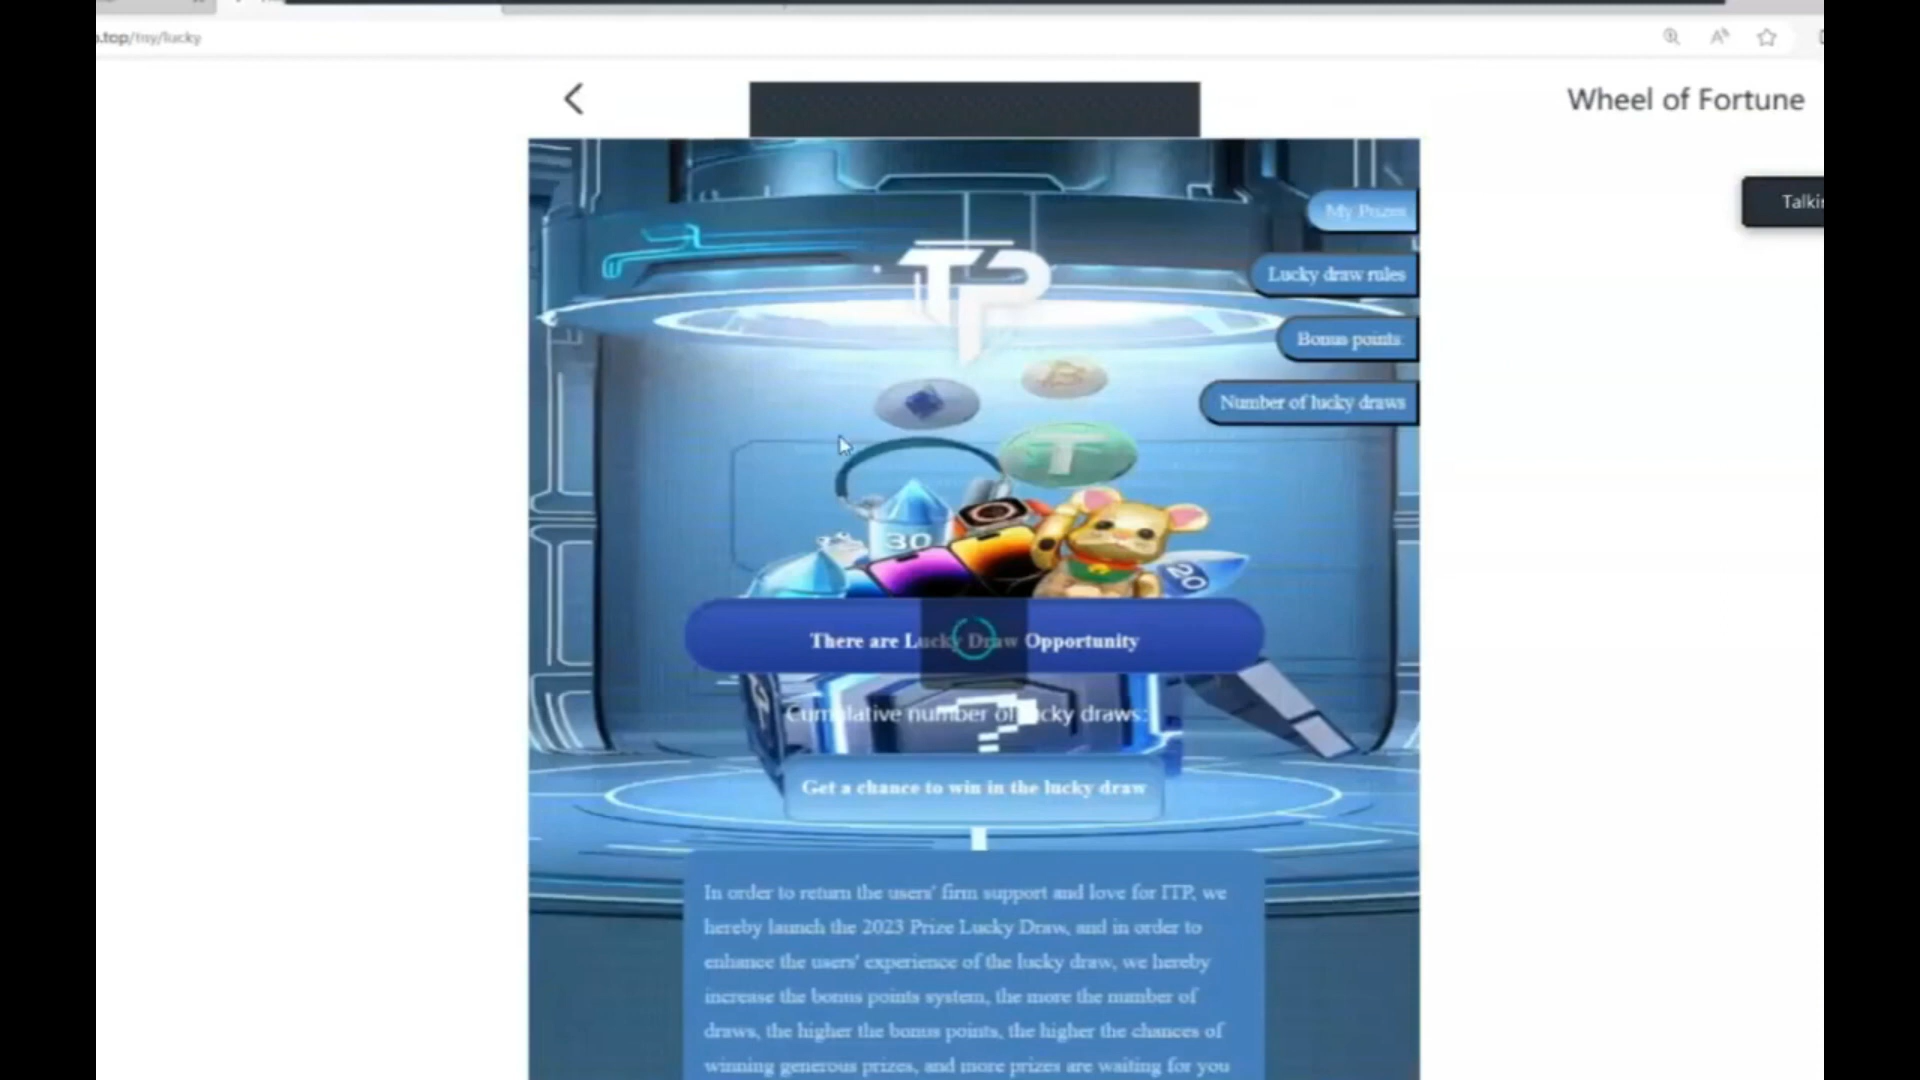 .top/tny/lucky
Wheel of Fortune
My Prizes
TP
Lucky draw rules
Bonus points:
Number of lucky draws
T
30
20
There are Lucky Draw Opportunity
Cumulative number of lucky draws:
?
Get a chance to win in the lucky draw
In order to return the users' firm support and love for ITP, we
hereby launch the 2023 Prize Lucky Draw, and in order to
enhance the users' experience of the lucky draw, we hereby
increase the bonus points system, the more the number of
draws, the higher the bonus points, the higher the chances of
winning generous prizes, and more prizes are waiting for you